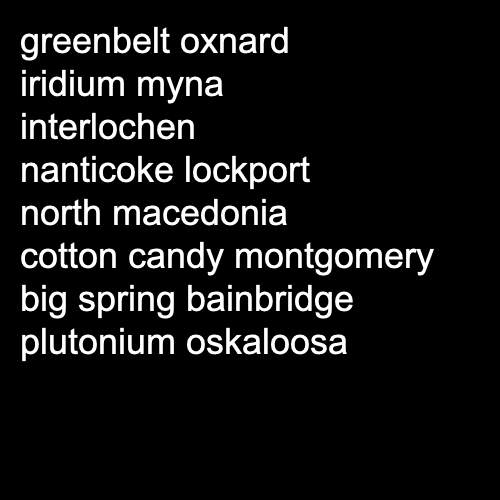 greenbelt oxnard
iridium myna
interlochen
nanticoke lockport
north macedonia
cotton candy montgomery
big spring bainbridge
plutonium oskaloosa